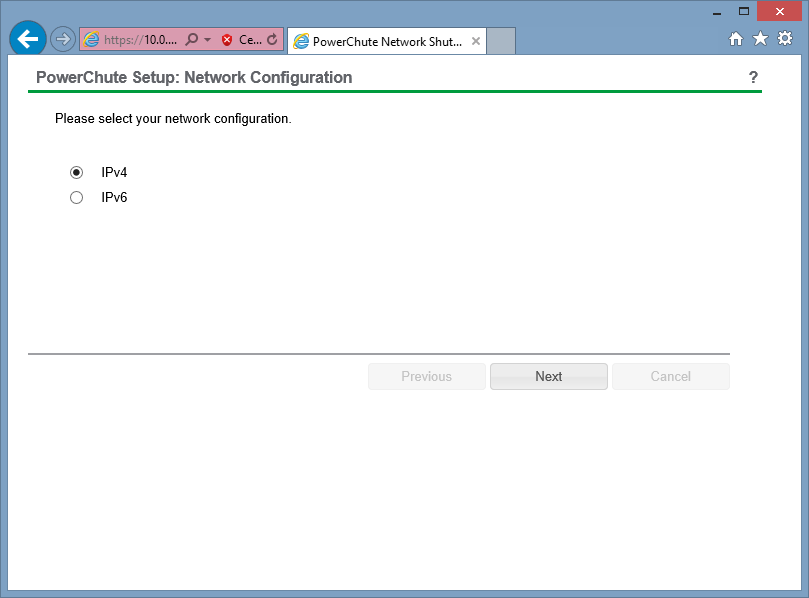 https://10.0.... Ce... PowerChute Network Shut...
PowerChute Setup: Network Configuration ?
Please select your network configuration.
IPv4
IPv6
Previous Next Cancel